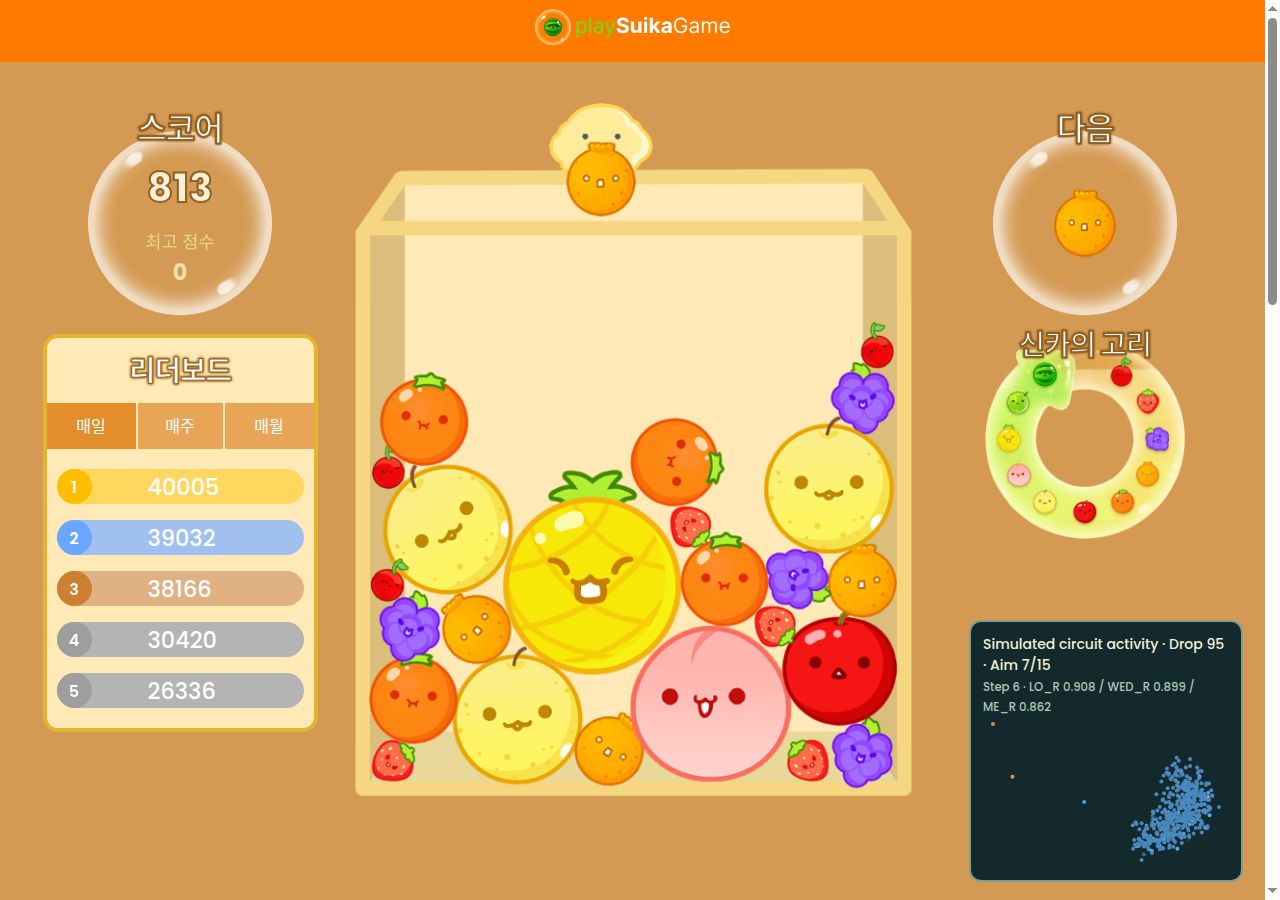 playSuikaGame
스코어
813
최고 점수
0
리더보드
매일 매주 매월
1 40005
2 39032
3 38166
4 30420
5 26336
다음
신카의 고리
Simulated circuit activity · Drop 95
· Aim 7/15
Step 6 · LO_R 0.908 / WED_R 0.899 /
ME_R 0.862